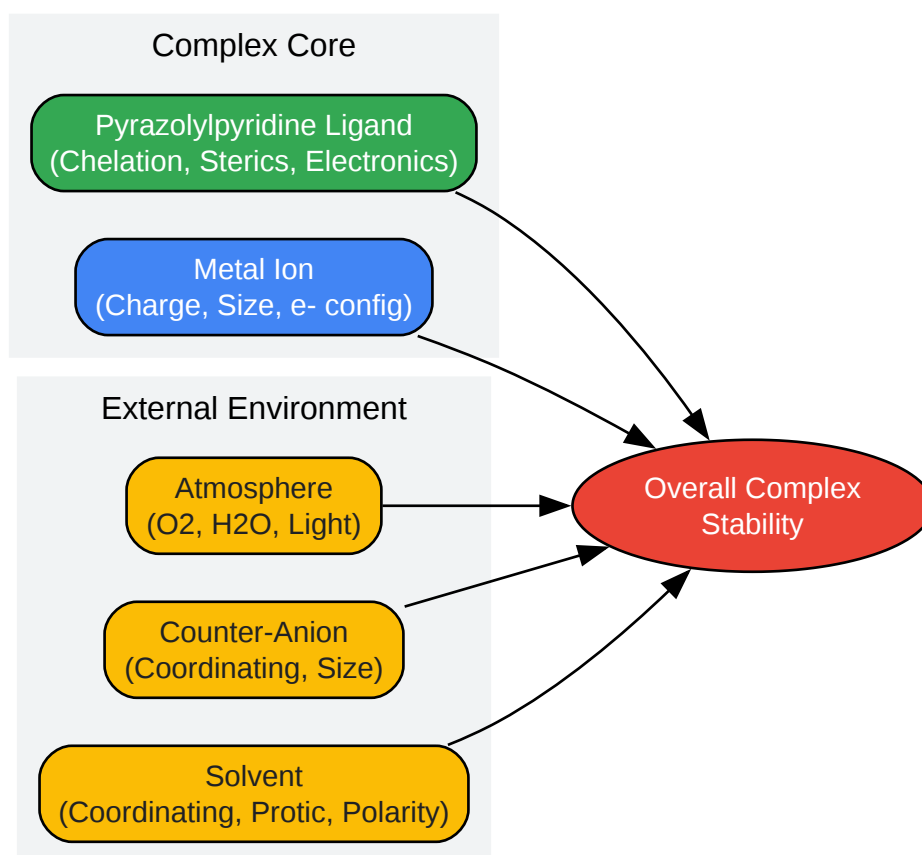 Complex Core
Pyrazolylpyridine Ligand
(Chelation, Sterics, Electronics)
Metal Ion
(Charge, Size, e- config)
External Environment
Atmosphere
(O2, H2O, Light)
Counter-Anion
(Coordinating, Size)
Solvent
(Coordinating, Protic, Polarity)
Overall Complex
Stability